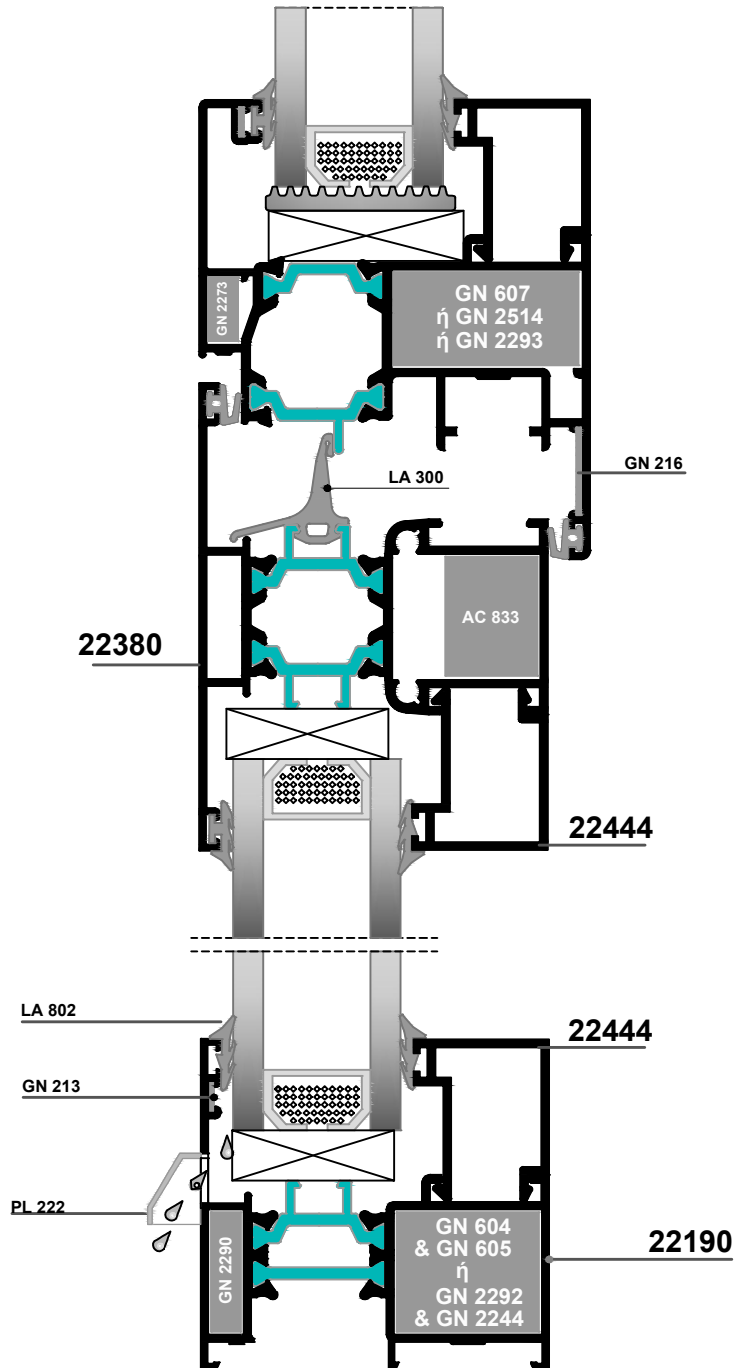 GN 2273
GN 607
ή GN 2514
ή GN 2293
GN 216
LA 300
AC 833
22380
22444
LA 802
22444
GN 213
PL 222
GN 2290
GN 604
& GN 605
ή
GN 2292
& GN 2244
22190